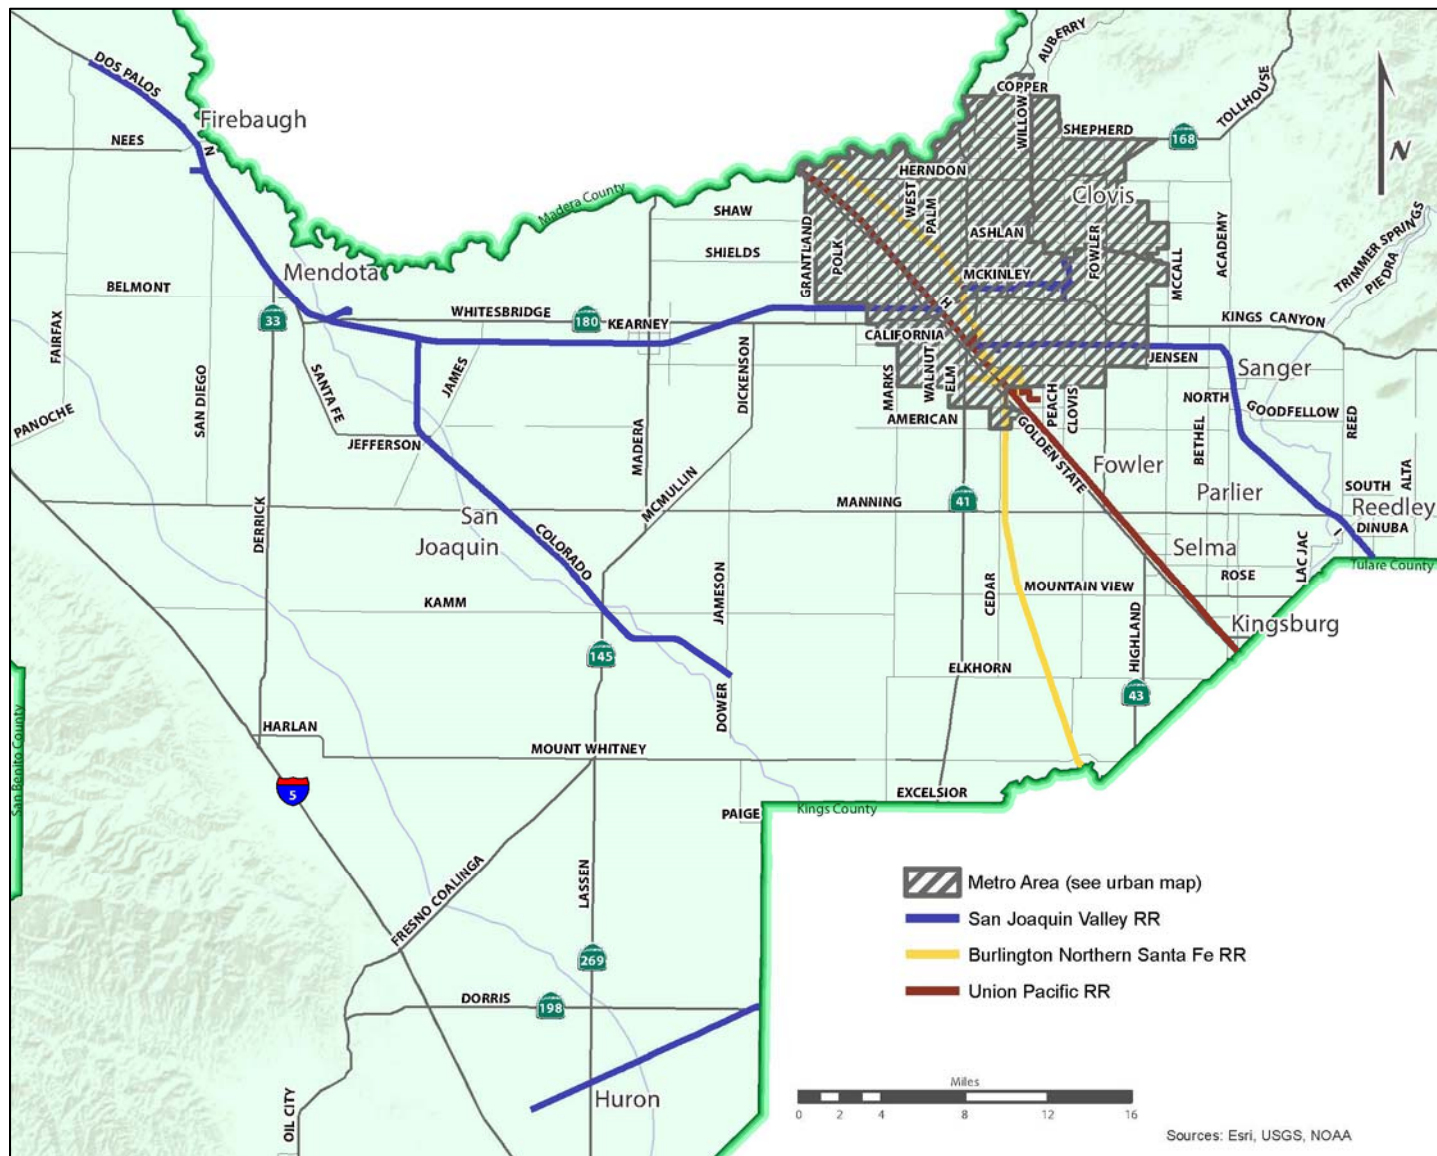 AUBERRY
COPPER
WILLOW
TOLLHOUSE
DOS PALOS
Firebaugh
NEES
N
SHEPHERD
168
N
HERNDON
Clovis
Madera County
WEST
PALM
SHAW
SHIELDS
GRANTLAND
POLK
ASHLAN
FOWLER
MCKINLEY
MCCALL
ACADEMY
TRIMMER SPRINGS
PIEDRA
Mendota
BELMONT
33
WHITESBRIDGE
180
KEARNEY
H
CALIFORNIA
KINGS CANYON
FAIRFAX
SAN DIEGO
SANTA FE
JAMES
DICKENSON
MARKS
WALNUT
ELM
JENSEN
Sanger
NORTH
GOODFELLOW
REED
PANOCHE
JEFFERSON
MADERA
AMERICAN
PEACH
CLOVIS
BETHEL
GOLDEN STATE
Fowler
MCMULLIN
Parlier
SOUTH
ALTA
Reedley
DINUBA
I
MANNING
41
DERRICK
San
Joaquin
COLORADO
Selma
LAC JAC
ROSE
Tulare County
KAMM
JAMESON
CEDAR
MOUNTAIN VIEW
HIGHLAND
Kingsburg
145
ELKHORN
43
DOWER
HARLAN
MOUNT WHITNEY
San Benito County
5
EXCELSIOR
PAIGE
Kings County
FRESNO COALINGA
LASSEN
269
DORRIS
198
Huron
OIL CITY
Metro Area (see urban map)
San Joaquin Valley RR
Burlington Northern Santa Fe RR
Union Pacific RR
Miles
0 2 4 8 12 16
Sources: Esri, USGS, NOAA